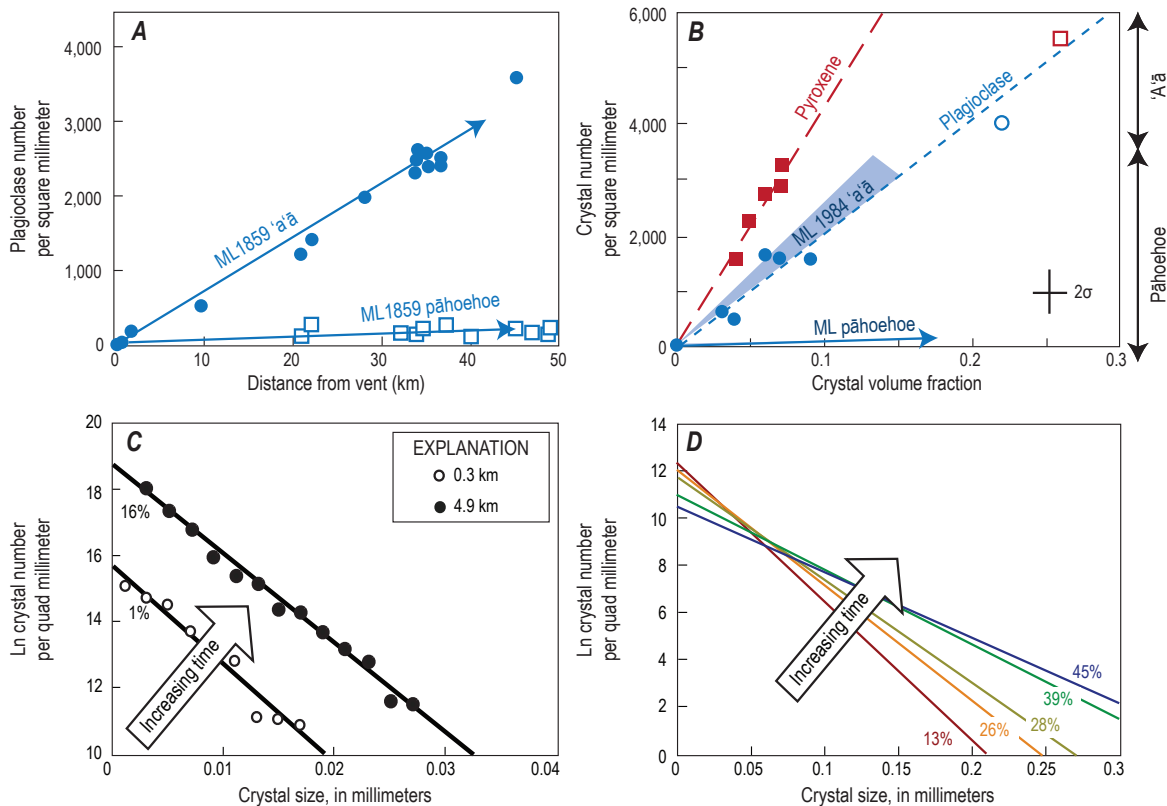 A
Plagioclase number
per square millimeter
4,000
3,000
2,000
1,000
0
ML1859 ʻaʻā
ML1859 pāhoehoe
0
10
20
30
40
50
Distance from vent (km)
B
Crystal number
per square millimeter
6,000
4,000
2,000
0
Pyroxene
Plagioclase
ML 1984 ʻaʻā
ML pāhoehoe
2σ
0
0.1
0.2
0.3
Crystal volume fraction
ʻAʻā
Pāhoehoe
C
Ln crystal number
per quad millimeter
20
18
16
14
12
10
EXPLANATION
0.3 km
4.9 km
16%
1%
Increasing time
0
0.01
0.02
0.03
0.04
Crystal size, in millimeters
D
Ln crystal number
per quad millimeter
14
12
10
8
6
4
2
0
Increasing time
45%
39%
28%
26%
13%
0
0.05
0.1
0.15
0.2
0.25
0.3
Crystal size, in millimeters